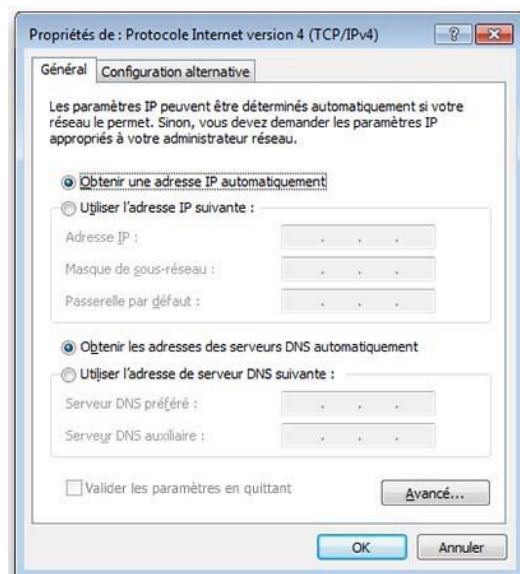 Propriétés de : Protocole Internet version 4 (TCP/IPv4)
Général
Configuration alternative
Les paramètres IP peuvent être déterminés automatiquement si votre
réseau le permet. Sinon, vous devez demander les paramètres IP
appropriés à votre administrateur réseau.
Obtenir une adresse IP automatiquement
Utiliser l'adresse IP suivante :
Adresse IP :
Masque de sous-réseau :
Passerelle par défaut :
Obtenir les adresses des serveurs DNS automatiquement
Utiliser l'adresse de serveur DNS suivante :
Serveur DNS préféré :
Serveur DNS auxiliaire :
Valider les paramètres en quittant
Avancé...
OK
Annuler